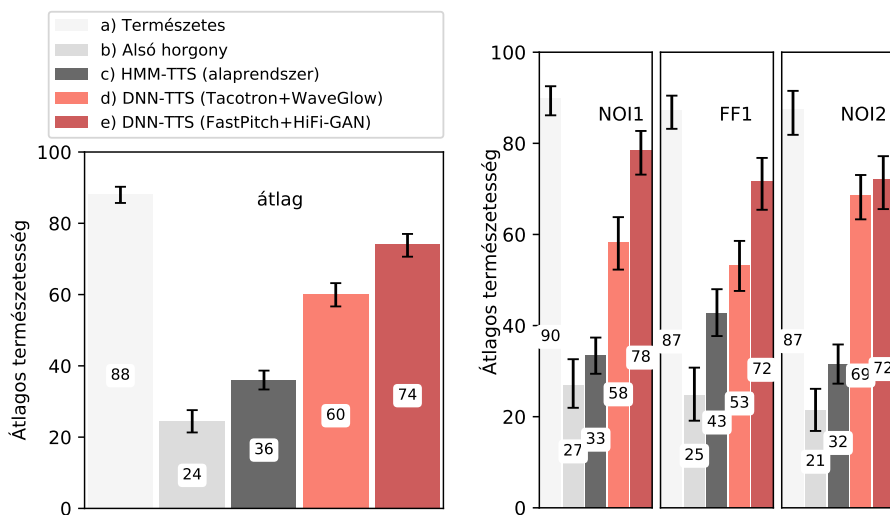 a) Természetes
b) Alsó horgony
c) HMM-TTS (alaprendszer)
d) DNN-TTS (Tacotron+WaveGlow)
e) DNN-TTS (FastPitch+HiFi-GAN)
Átlagos természetesség
100
80
60
40
20
0
átlag
88
24
36
60
74
Átlagos természetesség
100
80
60
40
20
0
NOI1
90
27
33
58
78
FF1
87
25
43
53
72
NOI2
87
21
32
69
72